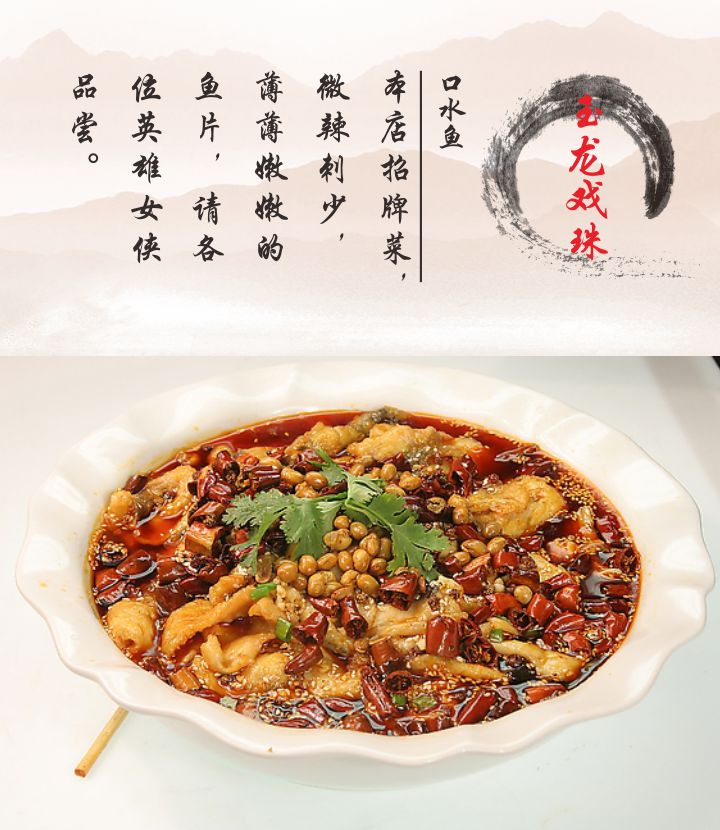 玉龙戏珠
口水鱼
本店招牌菜，
微辣刺少，
薄薄嫩嫩的
鱼片，请各
位英雄女侠
品尝。